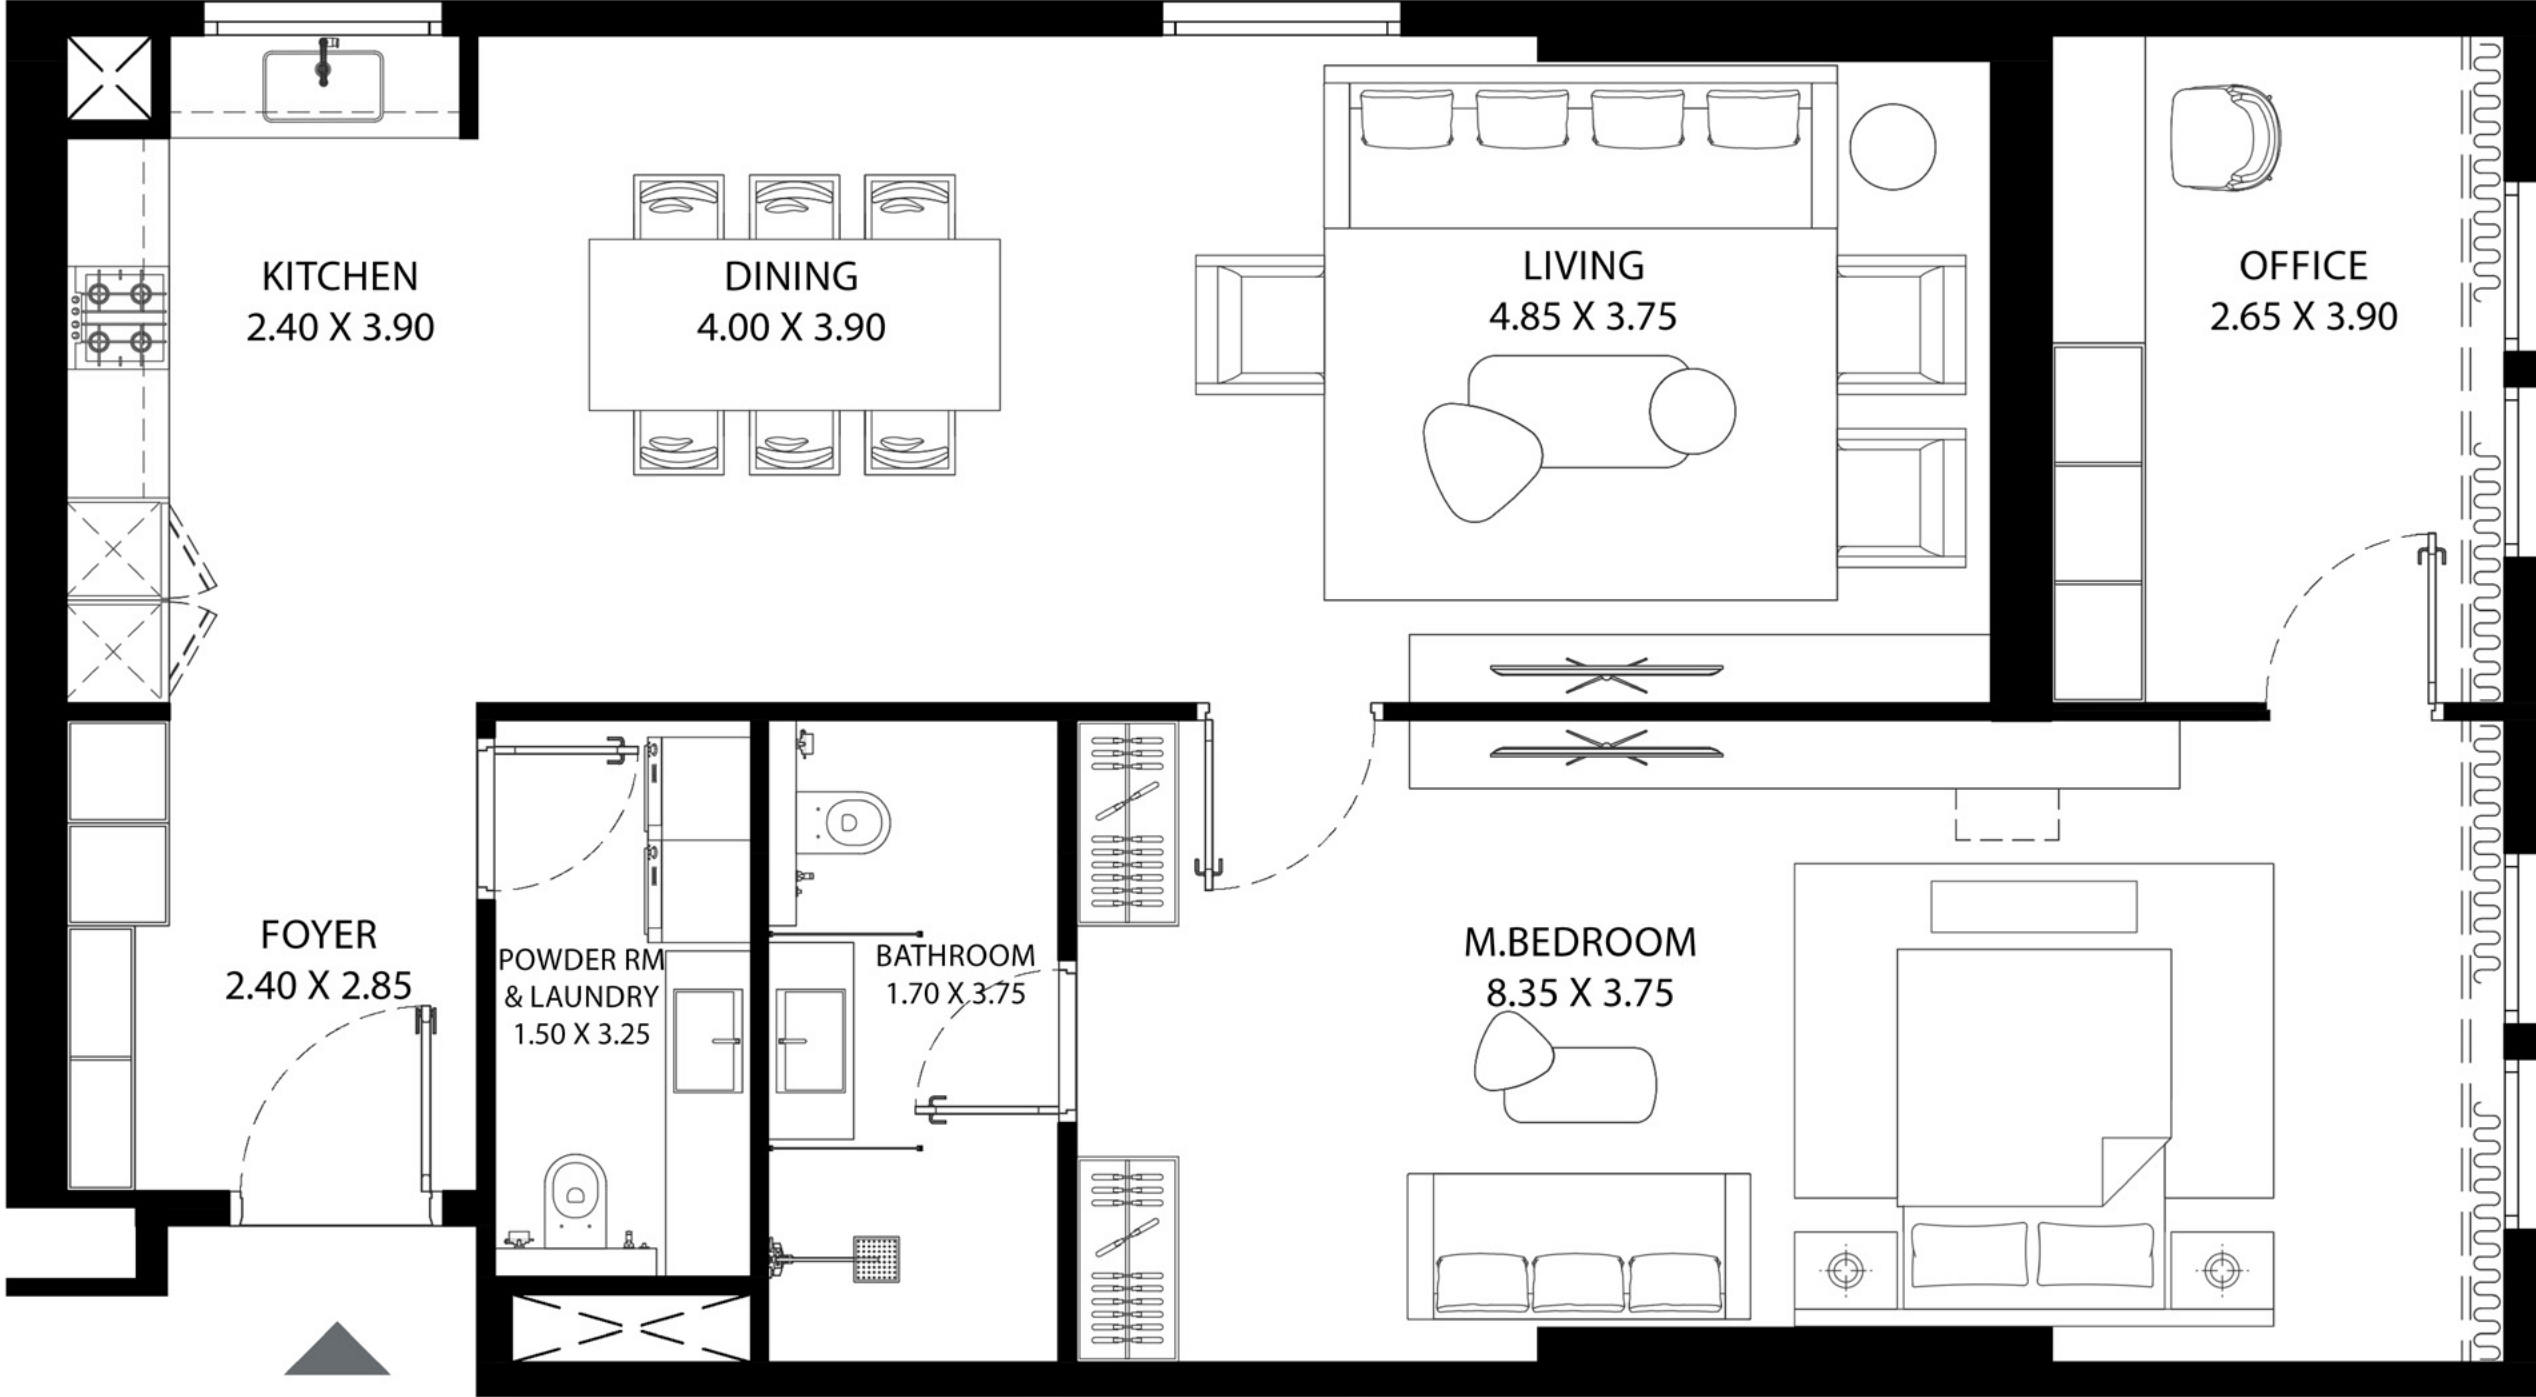 KITCHEN
2.40 X 3.90
DINING
4.00 X 3.90
LIVING
4.85 X 3.75
OFFICE
2.65 X 3.90
FOYER
2.40 X 2.85
POWDER RM
& LAUNDRY
1.50 X 3.25
BATHROOM
1.70 X 3.75
M.BEDROOM
8.35 X 3.75